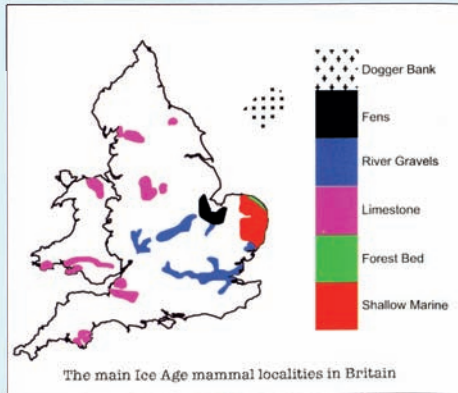 Dogger Bank
Fens
River Gravels
Limestone
Forest Bed
Shallow Marine
The main Ice Age mammal localities in Britain